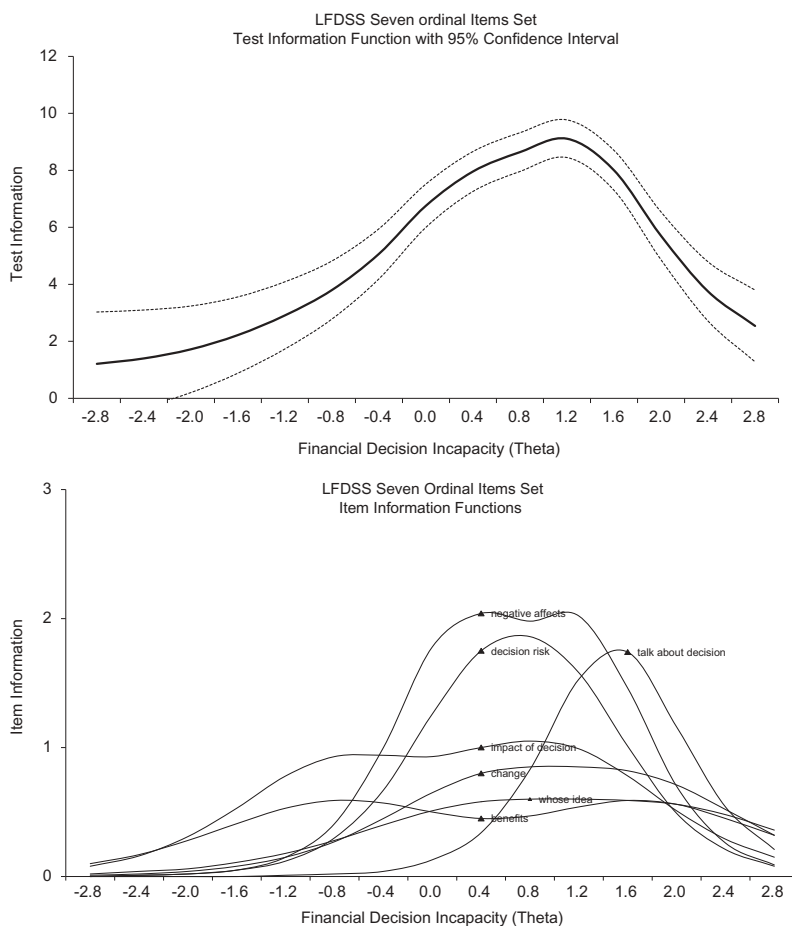 LFDSS Seven ordinal Items Set
Test Information Function with 95% Confidence Interval
12
10
8
6
4
2
0
Test Information
-2.8 -2.4 -2.0 -1.6 -1.2 -0.8 -0.4 0.0 0.4 0.8 1.2 1.6 2.0 2.4 2.8
Financial Decision Incapacity (Theta)
LFDSS Seven Ordinal Items Set
Item Information Functions
3
2
1
0
Item Information
negative affects
decision risk
talk about decision
impact of decision
change
whose idea
benefits
-2.8 -2.4 -2.0 -1.6 -1.2 -0.8 -0.4 0.0 0.4 0.8 1.2 1.6 2.0 2.4 2.8
Financial Decision Incapacity (Theta)